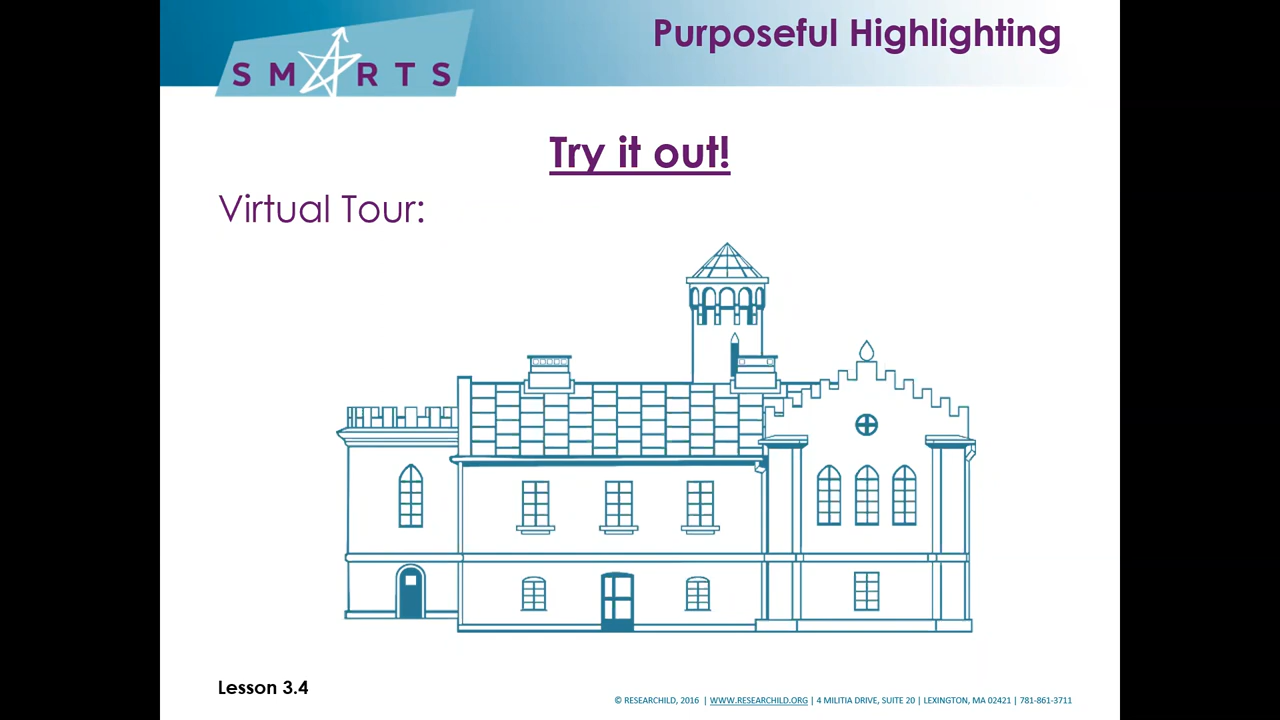 Purposeful Highlighting
SMARTS
Try it out!
Virtual Tour:
Lesson 3.4
© RESEARCHILD, 2016 | WWW.RESEARCHILD.ORG | 4 MILITIA DRIVE, SUITE 20 | LEXINGTON, MA 02421 | 781-861-3711